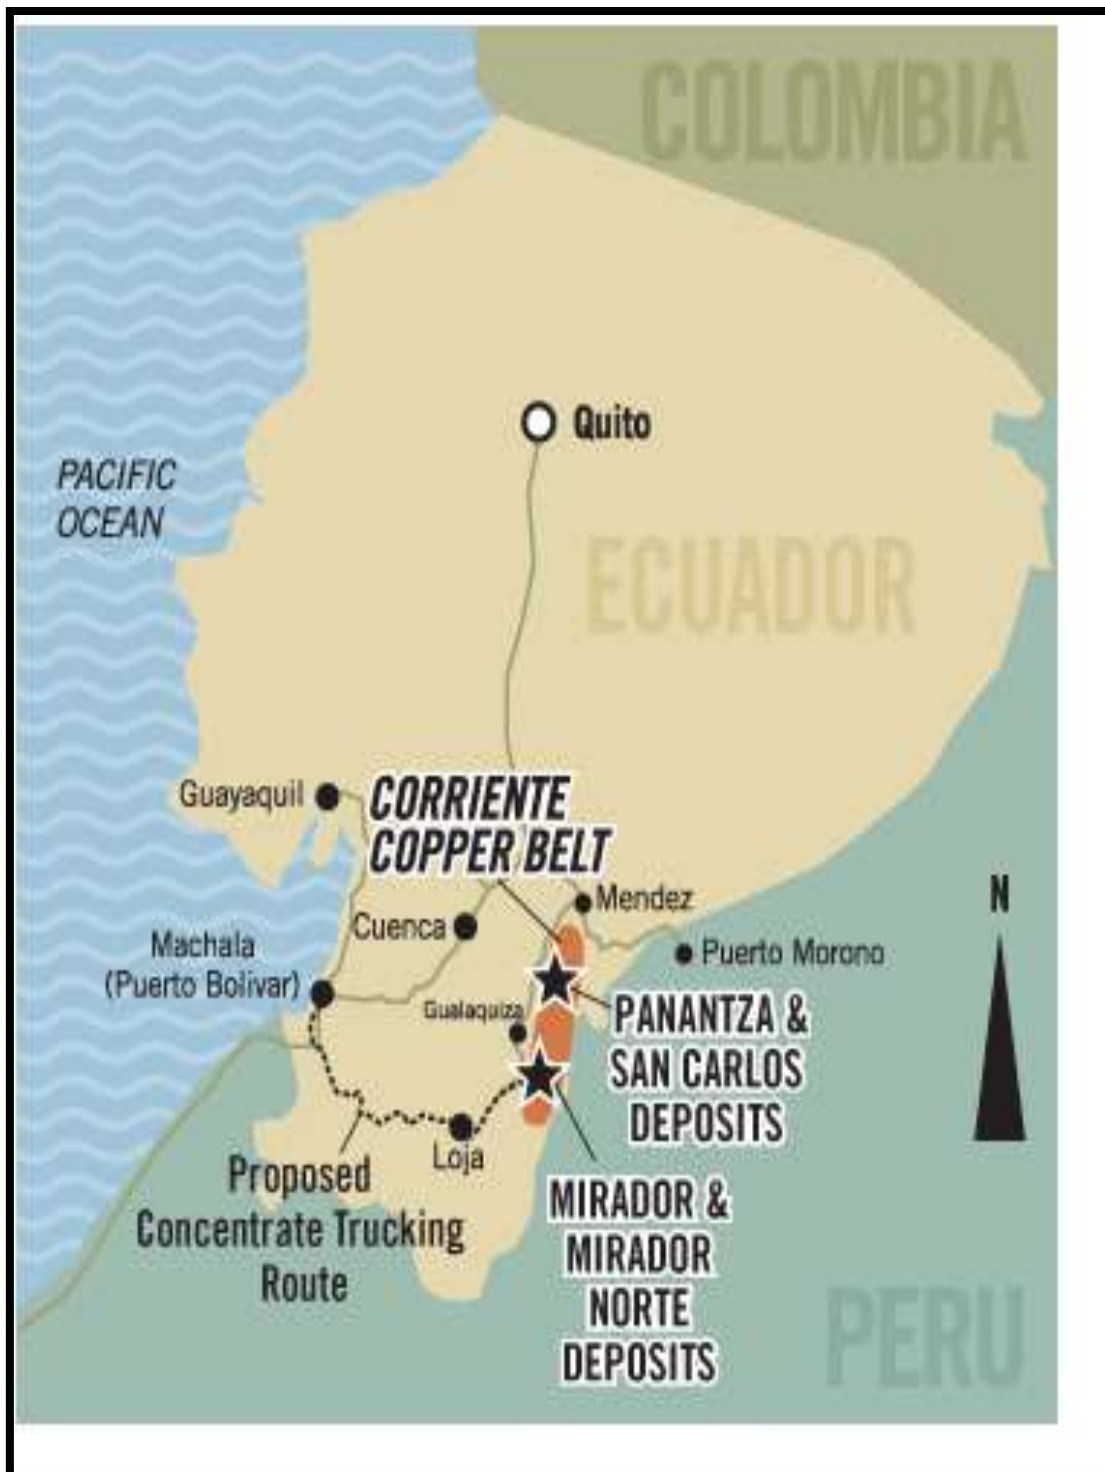 COLOMBIA
Quito
PACIFIC
OCEAN
ECUADOR
Guayaquil
CORRIENTE
COPPER BELT
Mendez
Cuenca
N
Machala
(Puerto Bolivar)
Puerto Morono
Gualaquiza
PANANTZA &
SAN CARLOS
DEPOSITS
Loja
Proposed
Concentrate Trucking
Route
MIRADOR &
MIRADOR
NORTE
DEPOSITS
PERU